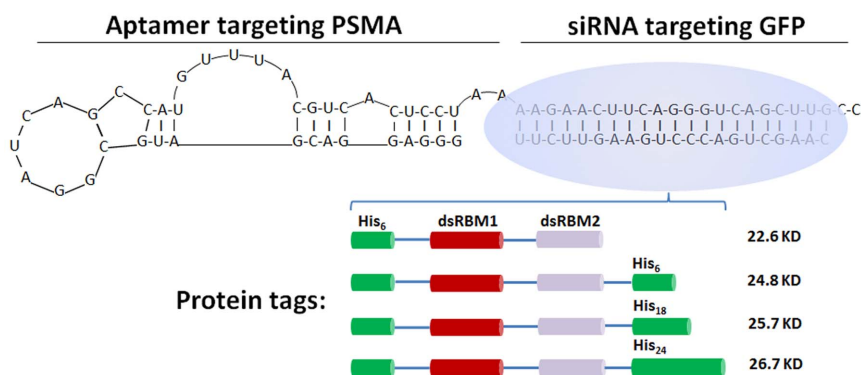 Aptamer targeting PSMA
siRNA targeting GFP
G U U U A
C A G C C A U C G U C A C U C C U A A A-A-G-A-A-C-U-U-C-A-G-G-G-U-C-A-G-C-U-U-G-C-C
U A G G C G U A G C A G G A G G G U-U-C-U-U-G-A-A-G-U-C-C-C-A-G-U-C-G-A-A-C
His6 dsRBM1 dsRBM2
22.6 KD
His6
24.8 KD
Protein tags:
His18
25.7 KD
His24
26.7 KD